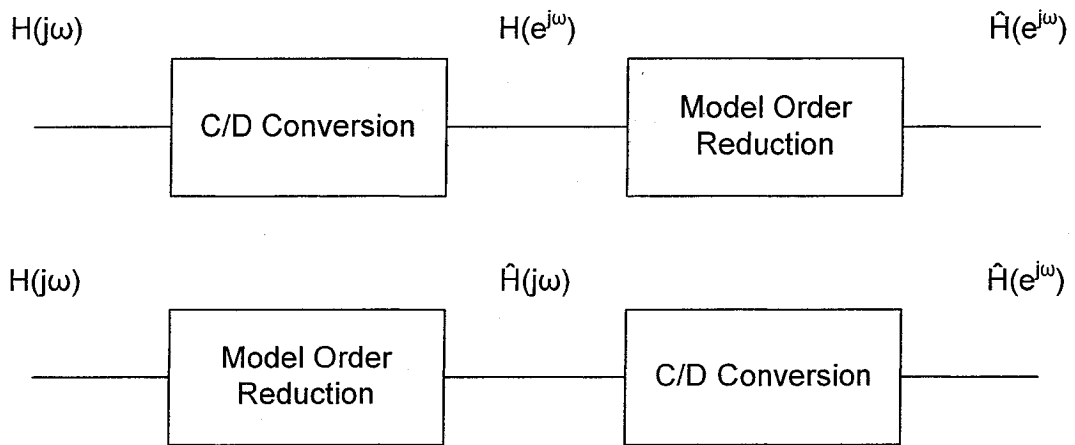 H(jω) H(e^{jω}) Ĥ(e^{jω})
C/D Conversion
Model Order
Reduction
H(jω) Ĥ(jω) Ĥ(e^{jω})
Model Order
Reduction
C/D Conversion